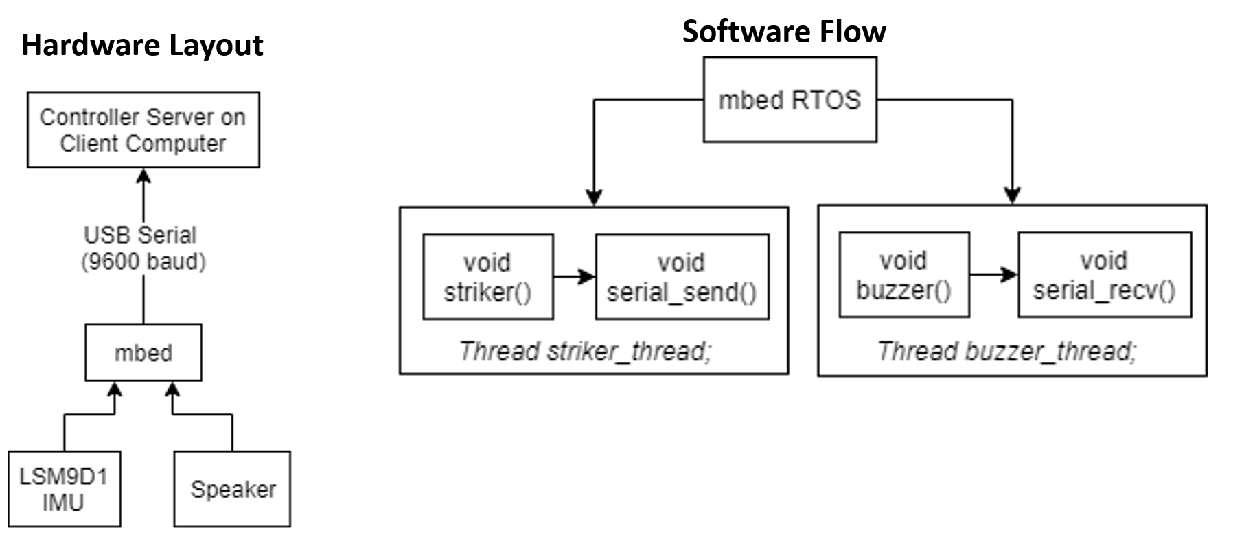 Hardware Layout
Controller Server on
Client Computer
USB Serial
(9600 baud)
mbed
LSM9D1
IMU
Speaker
Software Flow
mbed RTOS
void
striker()
void
serial_send()
Thread striker_thread;
void
buzzer()
void
serial_recv()
Thread buzzer_thread;